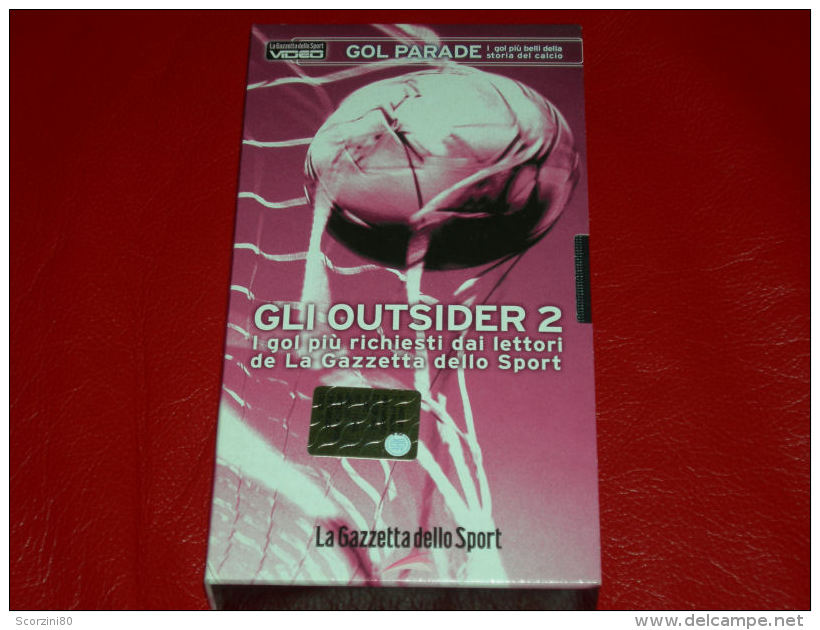 La Gazzetta dello Sport
VIDEO
GOL PARADE
i gol più belli della
storia del calcio
GLI OUTSIDER 2
I gol più richiesti dai lettori
de La Gazzetta dello Sport
La Gazzetta dello Sport
Scorzini80
www.delcampe.net